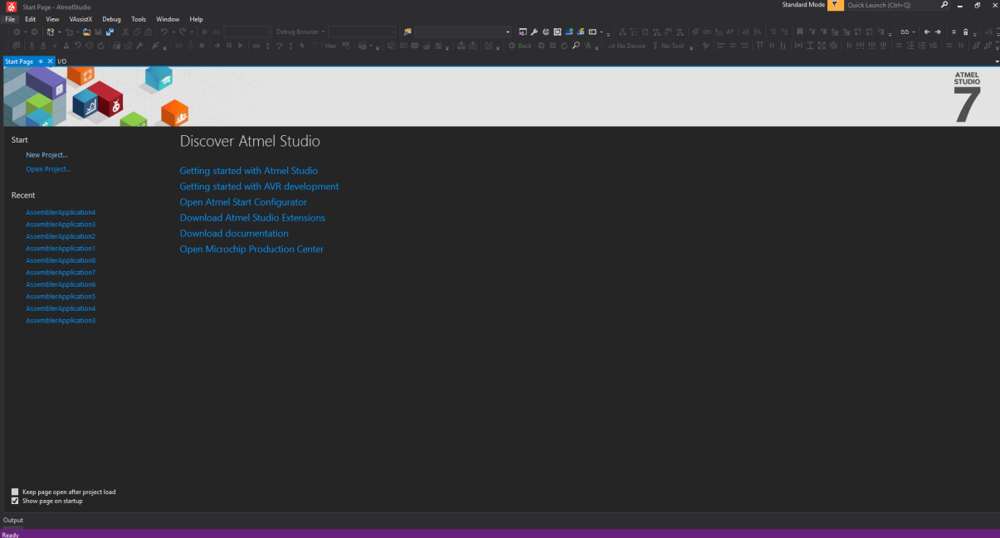 Start Page - AtmelStudio
Standard Mode
Quick Launch (Ctrl+Q)
File Edit View VAssistX Debug Tools Window Help
Debug Browser
Hex
Back
No Device
No Tool
Start Page
I/O
ATMEL
STUDIO
7
Start
New Project...
Open Project...
Recent
AssemblerApplication4
AssemblerApplication3
AssemblerApplication2
AssemblerApplication1
AssemblerApplication8
AssemblerApplication7
AssemblerApplication6
AssemblerApplication5
AssemblerApplication4
AssemblerApplication3
Discover Atmel Studio
Getting started with Atmel Studio
Getting started with AVR development
Open Atmel Start Configurator
Download Atmel Studio Extensions
Download documentation
Open Microchip Production Center
Keep page open after project load
Show page on startup
Output
Ready